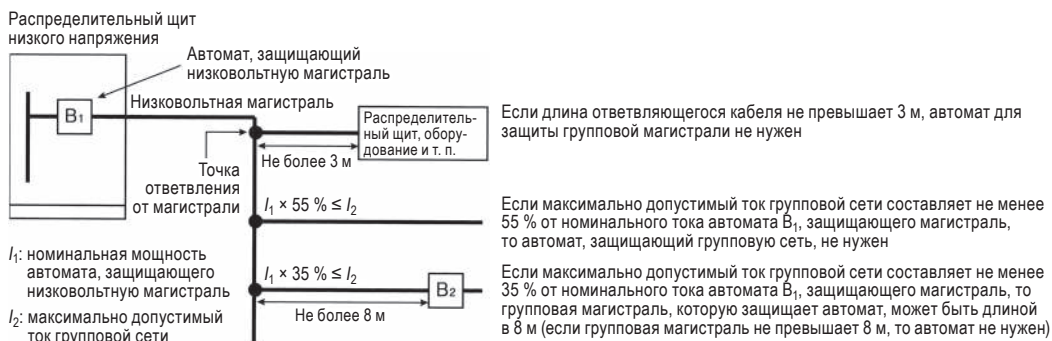 Распределительный щит
низкого напряжения
Автомат, защищающий
низковольтную магистраль
B₁
Низковольтная магистраль
Распределитель-
ный щит, обору-
дование и т. п.
Не более 3 м
Если длина ответвляющегося кабеля не превышает 3 м, автомат для
защиты групповой магистрали не нужен
Точка
ответвления
от магистрали
I₁ × 55 % ≤ I₂
Если максимально допустимый ток групповой сети составляет не менее
55 % от номинального тока автомата B₁, защищающего магистраль,
то автомат, защищающий групповую сеть, не нужен
I₁: номинальная мощность
автомата, защищающего
низковольтную магистраль
I₂: максимально допустимый
ток групповой сети
I₁ × 35 % ≤ I₂
B₂
Не более 8 м
Если максимально допустимый ток групповой сети составляет не менее
35 % от номинального тока автомата B₁, защищающего магистраль, то
групповая магистраль, которую защищает автомат, может быть длиной
в 8 м (если групповая магистраль не превышает 8 м, то автомат не нужен)